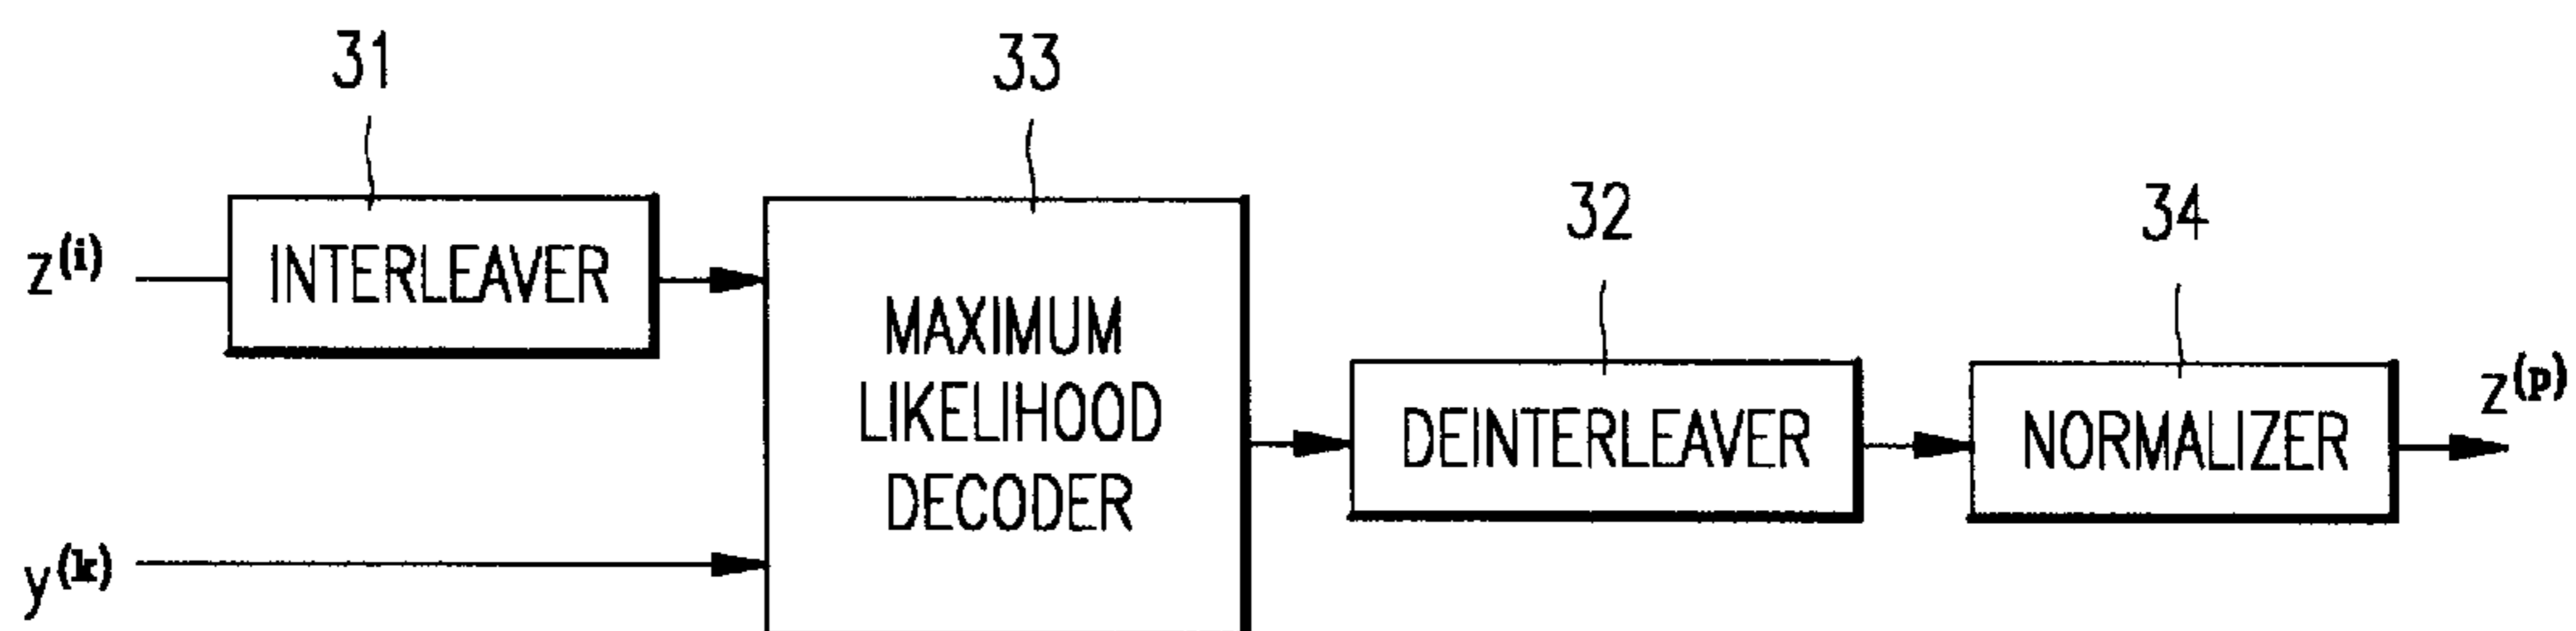 31
33
32
34
z(i)
INTERLEAVER
MAXIMUM
LIKELIHOOD
DECODER
DEINTERLEAVER
NORMALIZER
z(p)
y(k)